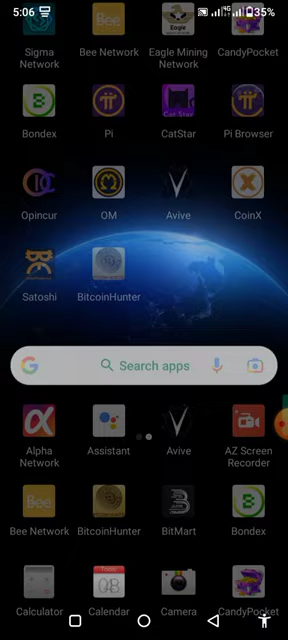 5:06 4G 35%
Sigma Network Bee Network Eagle Mining Network CandyPocket
Bondex Pi CatStar Pi Browser
Opincur OM Avive CoinX
Satoshi BitcoinHunter
Search apps
Alpha Network Assistant Avive AZ Screen Recorder
Bee Network BitcoinHunter BitMart Bondex
Calculator Calendar Camera CandyPocket